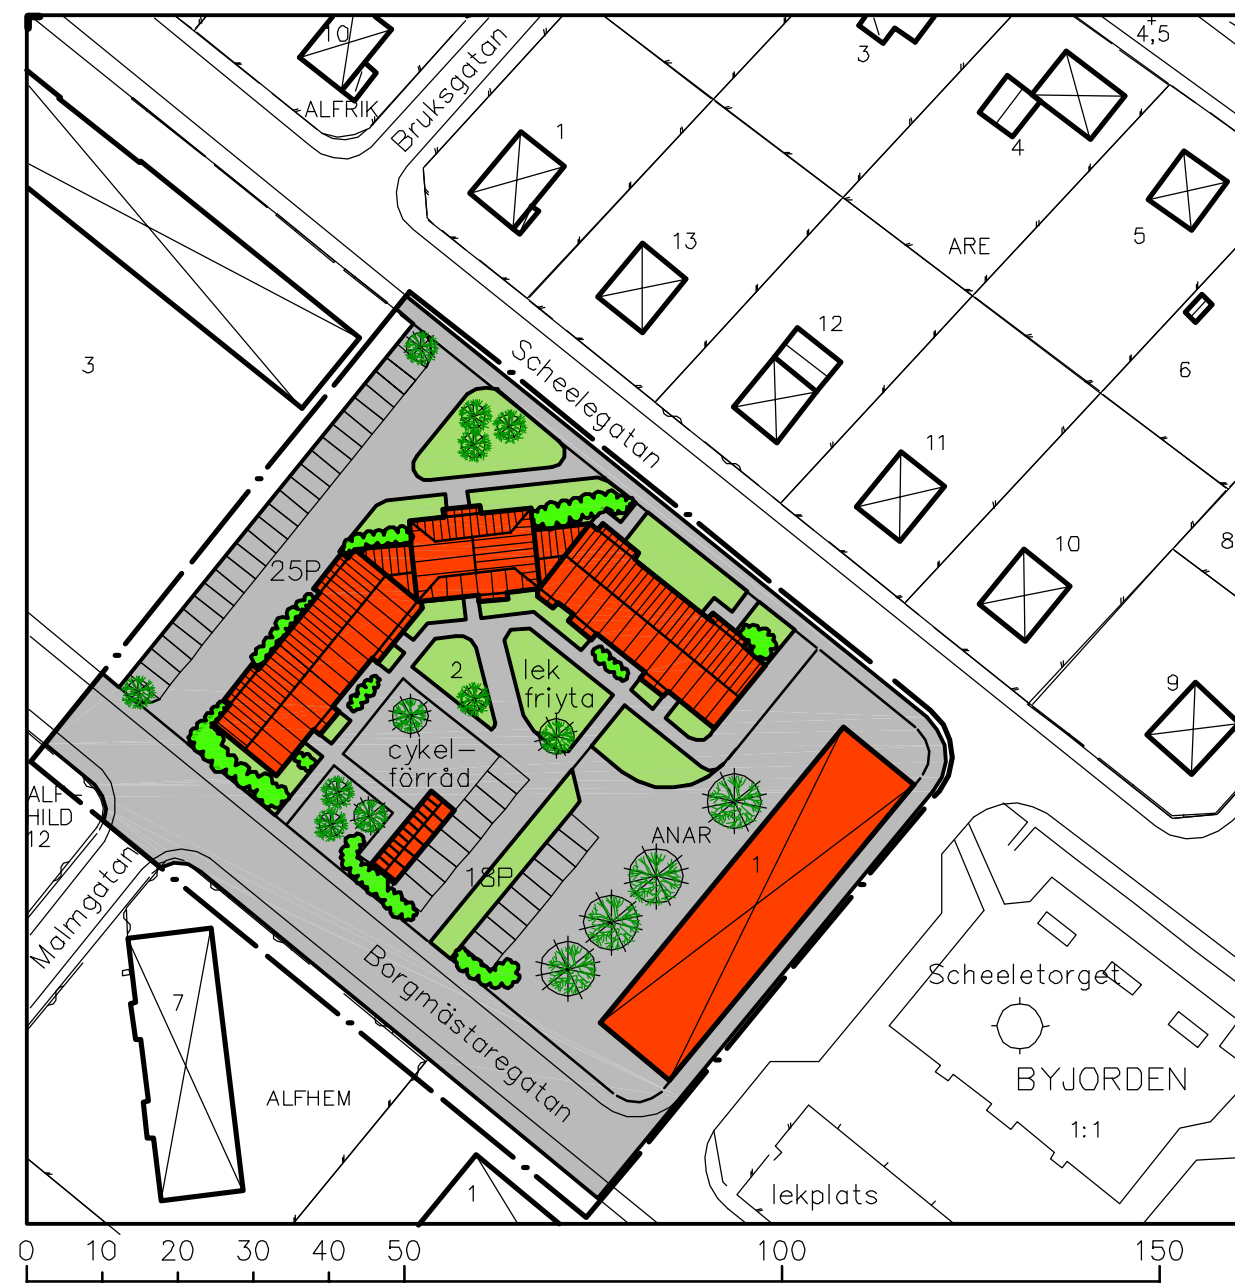 10
ALFRIK
Bruksgatan
3
4,5
1
4
13
ARE
5
12
6
3
Scheelegatan
11
10
8
25P
9
2
lek
friyta
cykel–
förråd
ALF–
HILD
12
ANAR
1
18P
Malmgatan
Borgmästaregatan
Scheeletorget
7
BYJORDEN
ALFHEM
1:1
1
lekplats
0 10 20 30 40 50 100 150